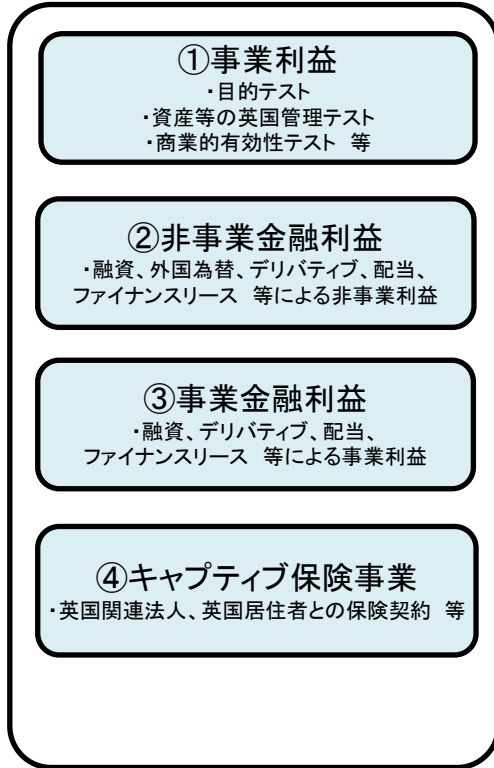 ①事業利益
・目的テスト
・資産等の英国管理テスト
・商業的有効性テスト 等
②非事業金融利益
・融資、外国為替、デリバティブ、配当、
ファイナンスリース 等による非事業利益
③事業金融利益
・融資、デリバティブ、配当、
ファイナンスリース 等による事業利益
④キャプティブ保険事業
・英国関連法人、英国居住者との保険契約 等